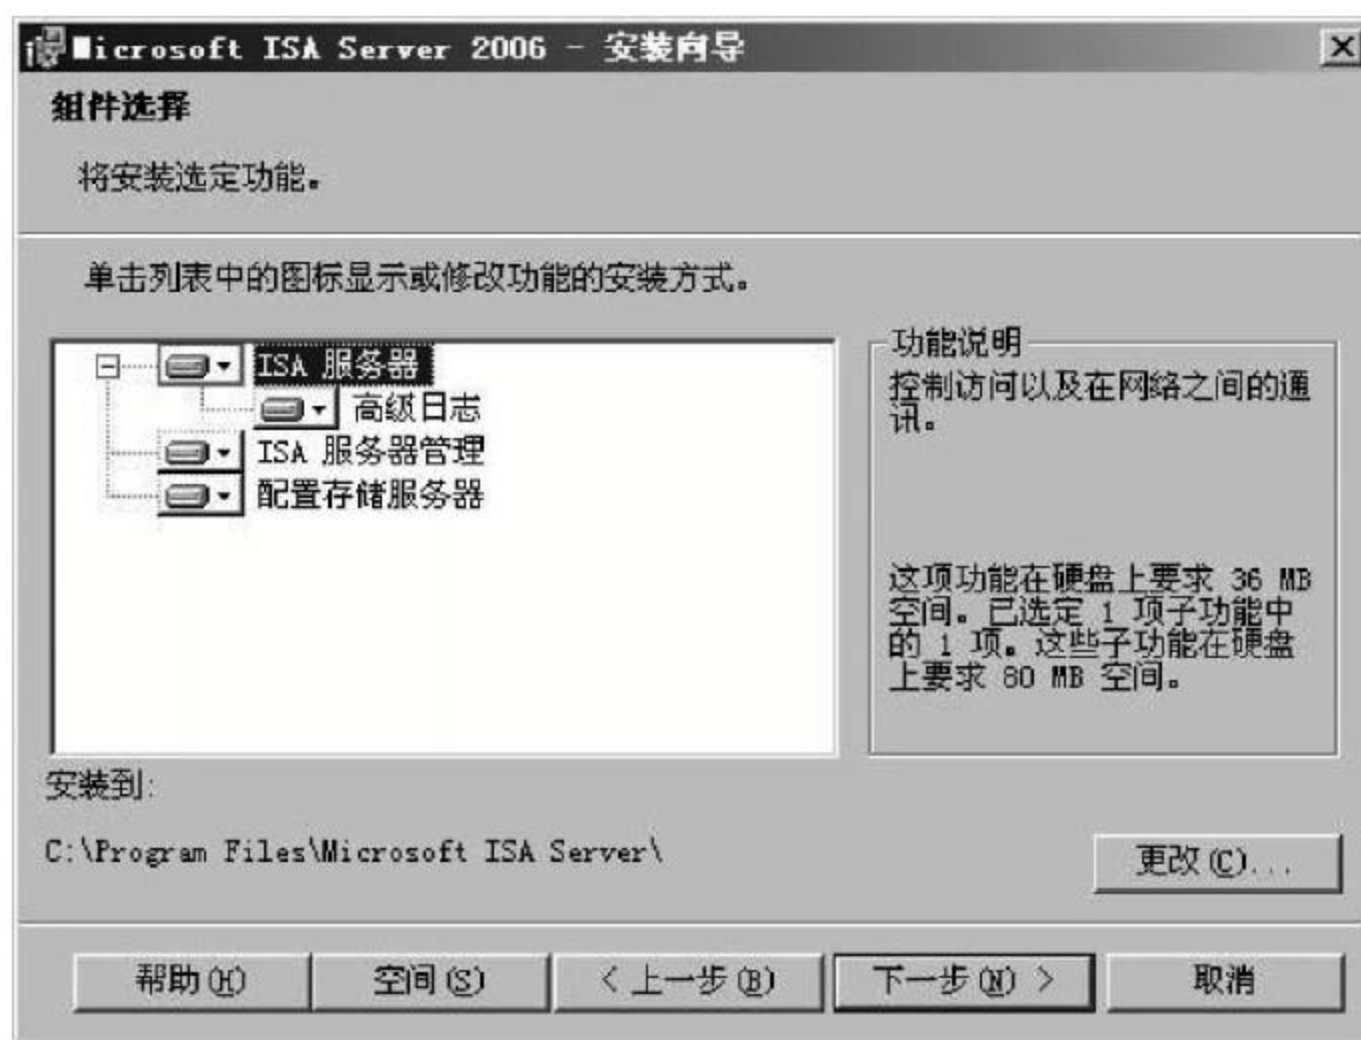 Microsoft ISA Server 2006 - 安装向导
组件选择
将安装选定功能。
单击列表中的图标显示或修改功能的安装方式。
ISA 服务器
高级日志
ISA 服务器管理
配置存储服务器
功能说明
控制访问以及在网络之间的通
讯。
这项功能在硬盘上要求 36 MB
空间。已选定 1 项子功能中
的 1 项。这些子功能在硬盘
上要求 80 MB 空间。
安装到:
C:\Program Files\Microsoft ISA Server\
更改(C)...
帮助(H)
空间(S)
< 上一步(B)
下一步(N) >
取消